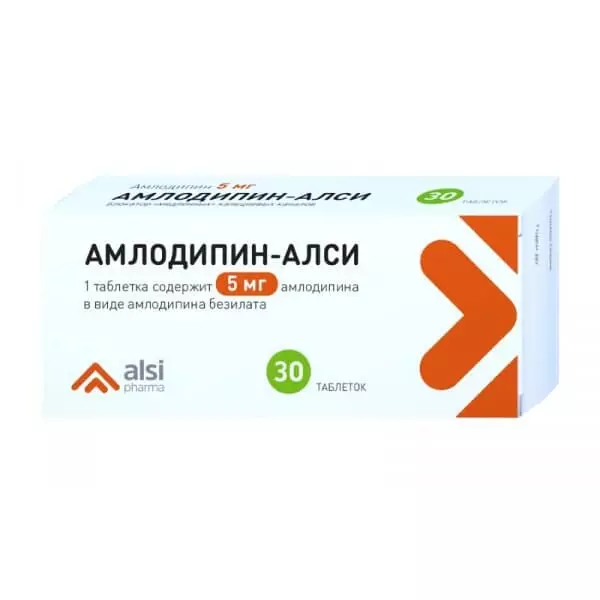 Амлодипин 5 мг
АМЛОДИПИН-АЛСИ
30 ТАБЛЕТОК
АМЛОДИПИН-АЛСИ
1 таблетка содержит 5 мг амлодипина
в виде амлодипина безилата
alsi
pharma
30 ТАБЛЕТОК